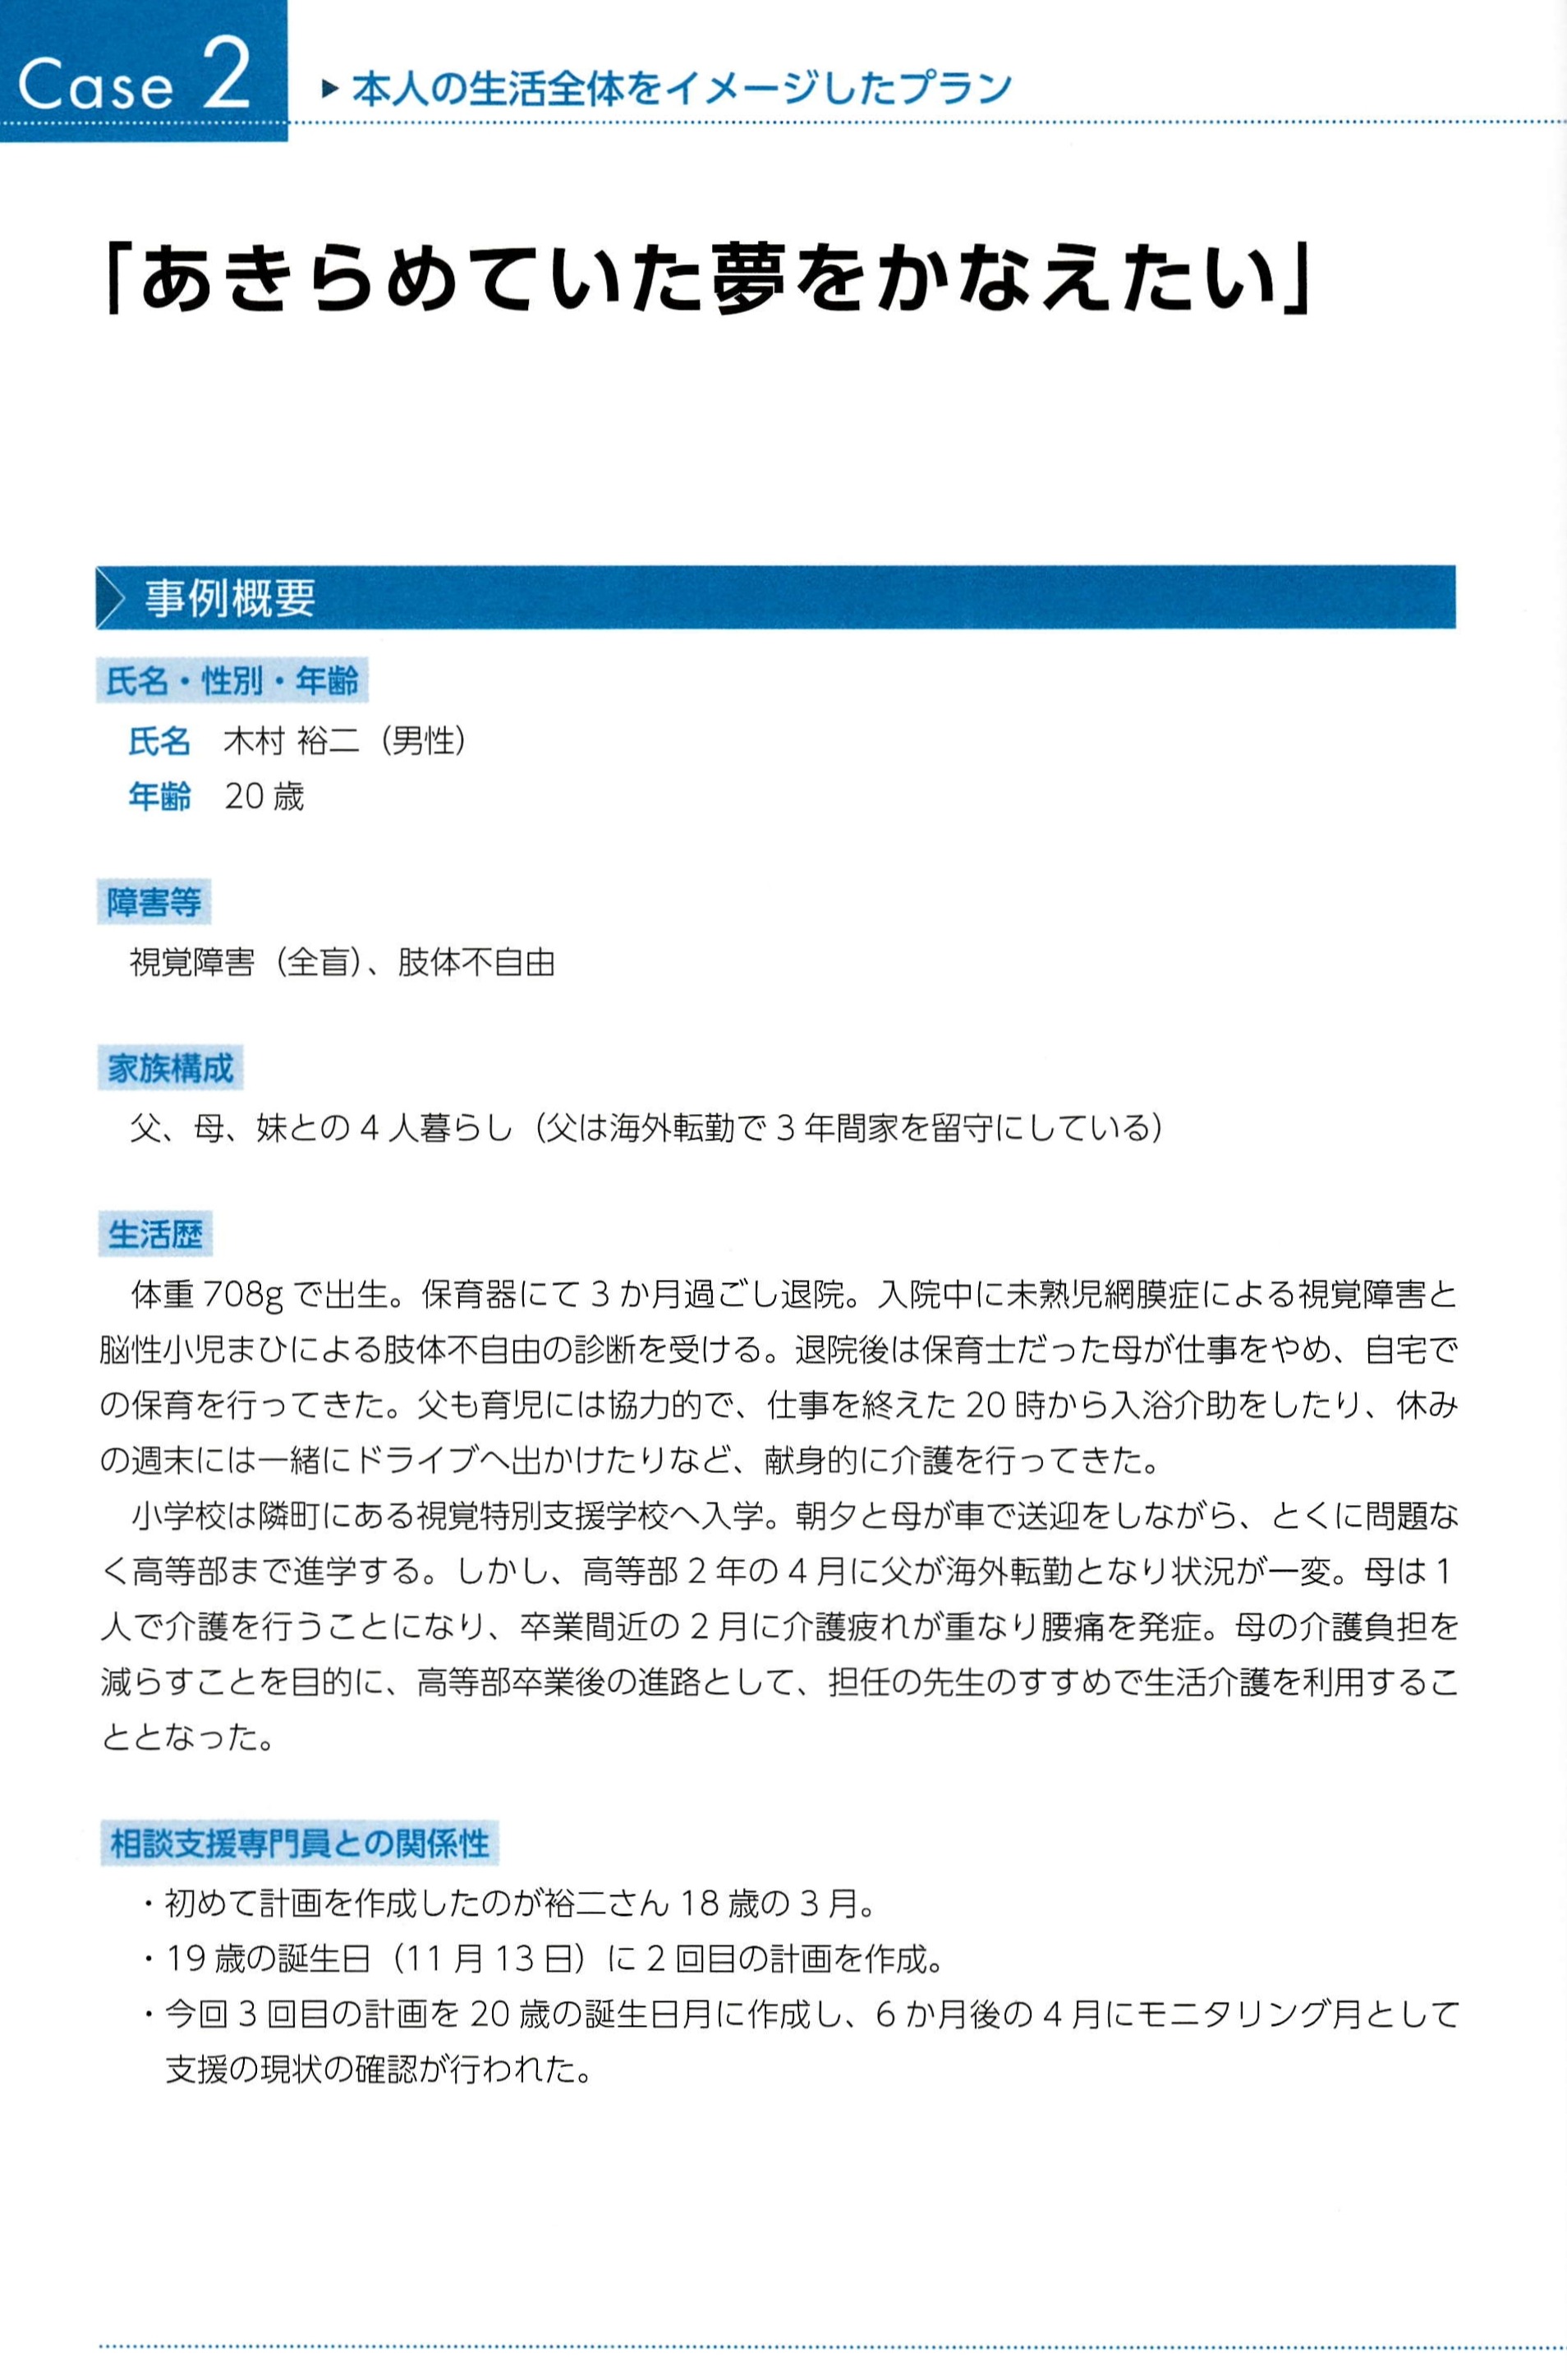 Case 2
▶ 本人の生活全体をイメージしたプラン
「あきらめていた夢をかなえたい」
事例概要
氏名・性別・年齢
氏名　木村 裕二（男性）
年齢　20 歳
障害等
視覚障害（全盲）、肢体不自由
家族構成
父、母、妹との 4 人暮らし（父は海外転勤で 3 年間家を留守にしている）
生活歴
体重 708g で出生。保育器にて 3 か月過ごし退院。入院中に未熟児網膜症による視覚障害と
脳性小児まひによる肢体不自由の診断を受ける。退院後は保育士だった母が仕事をやめ、自宅で
の保育を行ってきた。父も育児には協力的で、仕事を終えた 20 時から入浴介助をしたり、休み
の週末には一緒にドライブへ出かけたりなど、献身的に介護を行ってきた。
小学校は隣町にある視覚特別支援学校へ入学。朝夕と母が車で送迎をしながら、とくに問題な
く高等部まで進学する。しかし、高等部 2 年の 4 月に父が海外転勤となり状況が一変。母は 1
人で介護を行うことになり、卒業間近の 2 月に介護疲れが重なり腰痛を発症。母の介護負担を
減らすことを目的に、高等部卒業後の進路として、担任の先生のすすめで生活介護を利用するこ
ととなった。
相談支援専門員との関係性
・初めて計画を作成したのが裕二さん 18 歳の 3 月。
・19 歳の誕生日（11 月 13 日）に 2 回目の計画を作成。
・今回 3 回目の計画を 20 歳の誕生日月に作成し、6 か月後の 4 月にモニタリング月として
支援の現状の確認が行われた。